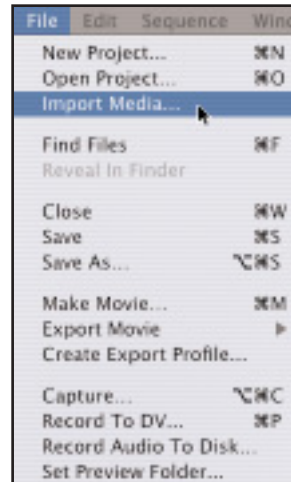 File Edit Sequence Wind
New Project... ⌘N
Open Project... ⌘O
Import Media...
Find Files ⌘F
Reveal In Finder
Close ⌘W
Save ⌘S
Save As... ⌥⌘S
Make Movie... ⌘M
Export Movie ▶
Create Export Profile...
Capture... ⌥⌘C
Record To DV... ⌘P
Record Audio To Disk...
Set Preview Folder...